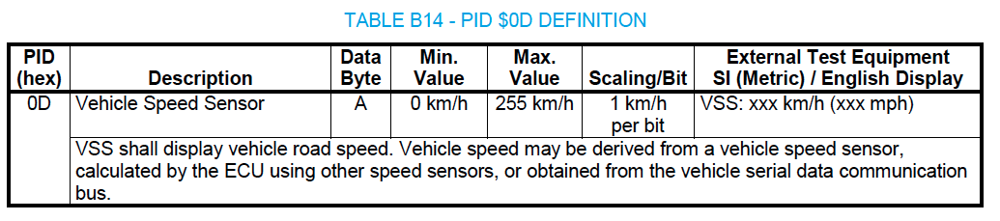 TABLE B14 - PID $0D DEFINITION
PID (hex) Description Data Byte Min. Value Max. Value Scaling/Bit External Test Equipment SI (Metric) / English Display
0D Vehicle Speed Sensor A 0 km/h 255 km/h 1 km/h per bit VSS: xxx km/h (xxx mph)
VSS shall display vehicle road speed. Vehicle speed may be derived from a vehicle speed sensor,
calculated by the ECU using other speed sensors, or obtained from the vehicle serial data communication
bus.